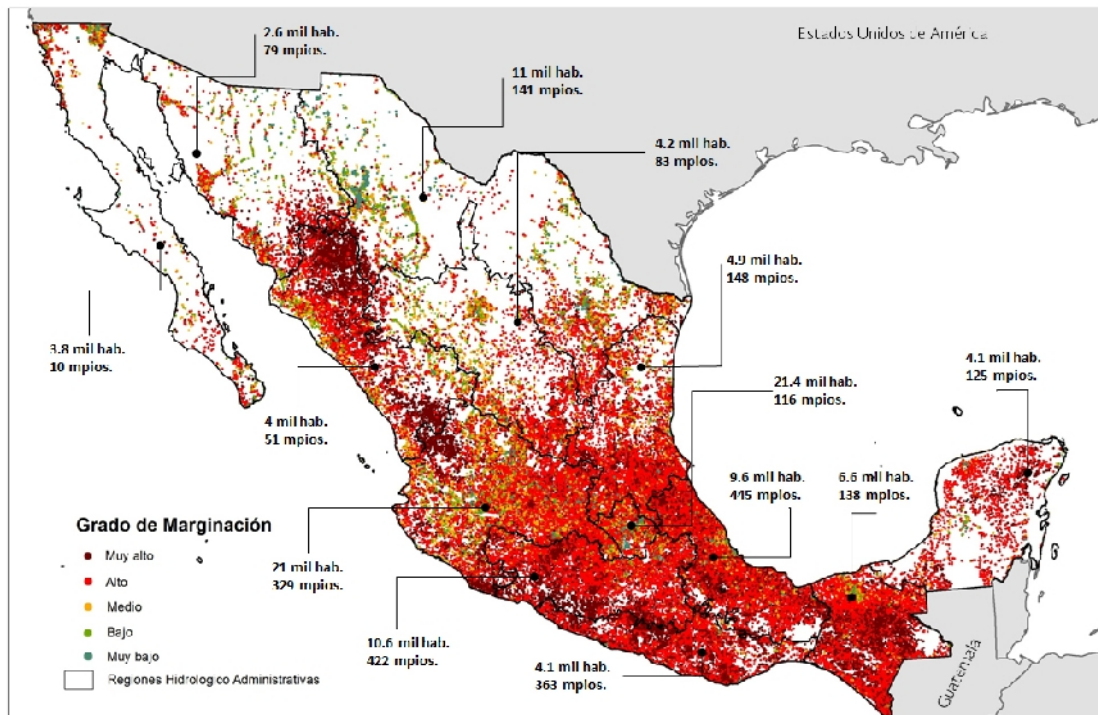 Estados Unidos de América
2.6 mil hab.
79 mpios.
11 mil hab.
141 mpios.
4.2 mil hab.
83 mpios.
4.9 mil hab.
148 mpios.
3.8 mil hab.
10 mpios.
4.1 mil hab.
125 mpios.
21.4 mil hab.
116 mpios.
4 mil hab.
51 mpios.
9.6 mil hab.
445 mpios.
6.6 mil hab.
138 mpios.
Grado de Marginación
Muy alto
Alto
Medio
Bajo
Muy bajo
Regiones Hidrologico Administrativas
21 mil hab.
329 mpios.
10.6 mil hab.
422 mpios.
4.1 mil hab.
363 mpios.
Guatemala